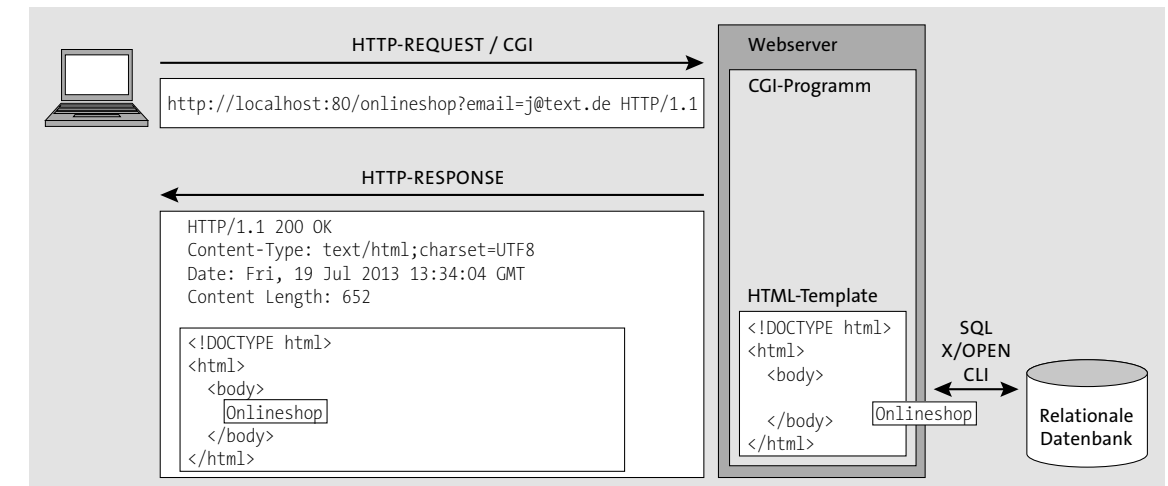 HTTP-REQUEST / CGI
http://localhost:80/onlineshop?email=j@text.de HTTP/1.1
HTTP-RESPONSE
HTTP/1.1 200 OK
Content-Type: text/html;charset=UTF8
Date: Fri, 19 Jul 2013 13:34:04 GMT
Content Length: 652
<!DOCTYPE html>
<html>
<body>
Onlineshop
</body>
</html>
Webserver
CGI-Programm
HTML-Template
<!DOCTYPE html>
<html>
<body>
</body>
</html>
Onlineshop
SQL
X/OPEN
CLI
Relationale
Datenbank